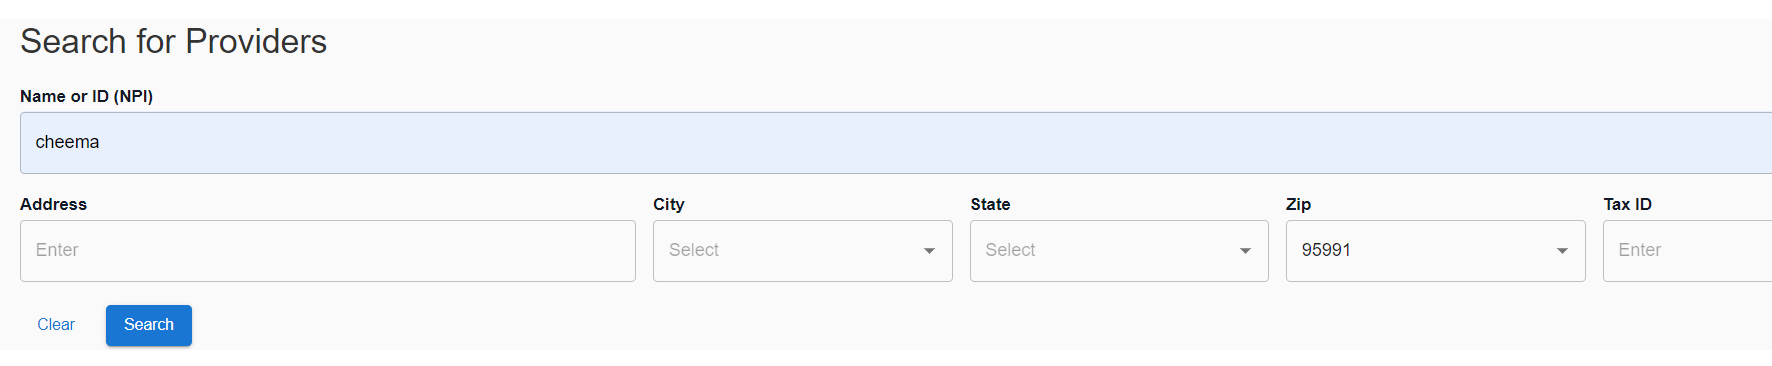 Search for Providers
Name or ID (NPI)
cheema
Address City State Zip Tax ID
Enter Select Select 95991 Enter
Clear Search